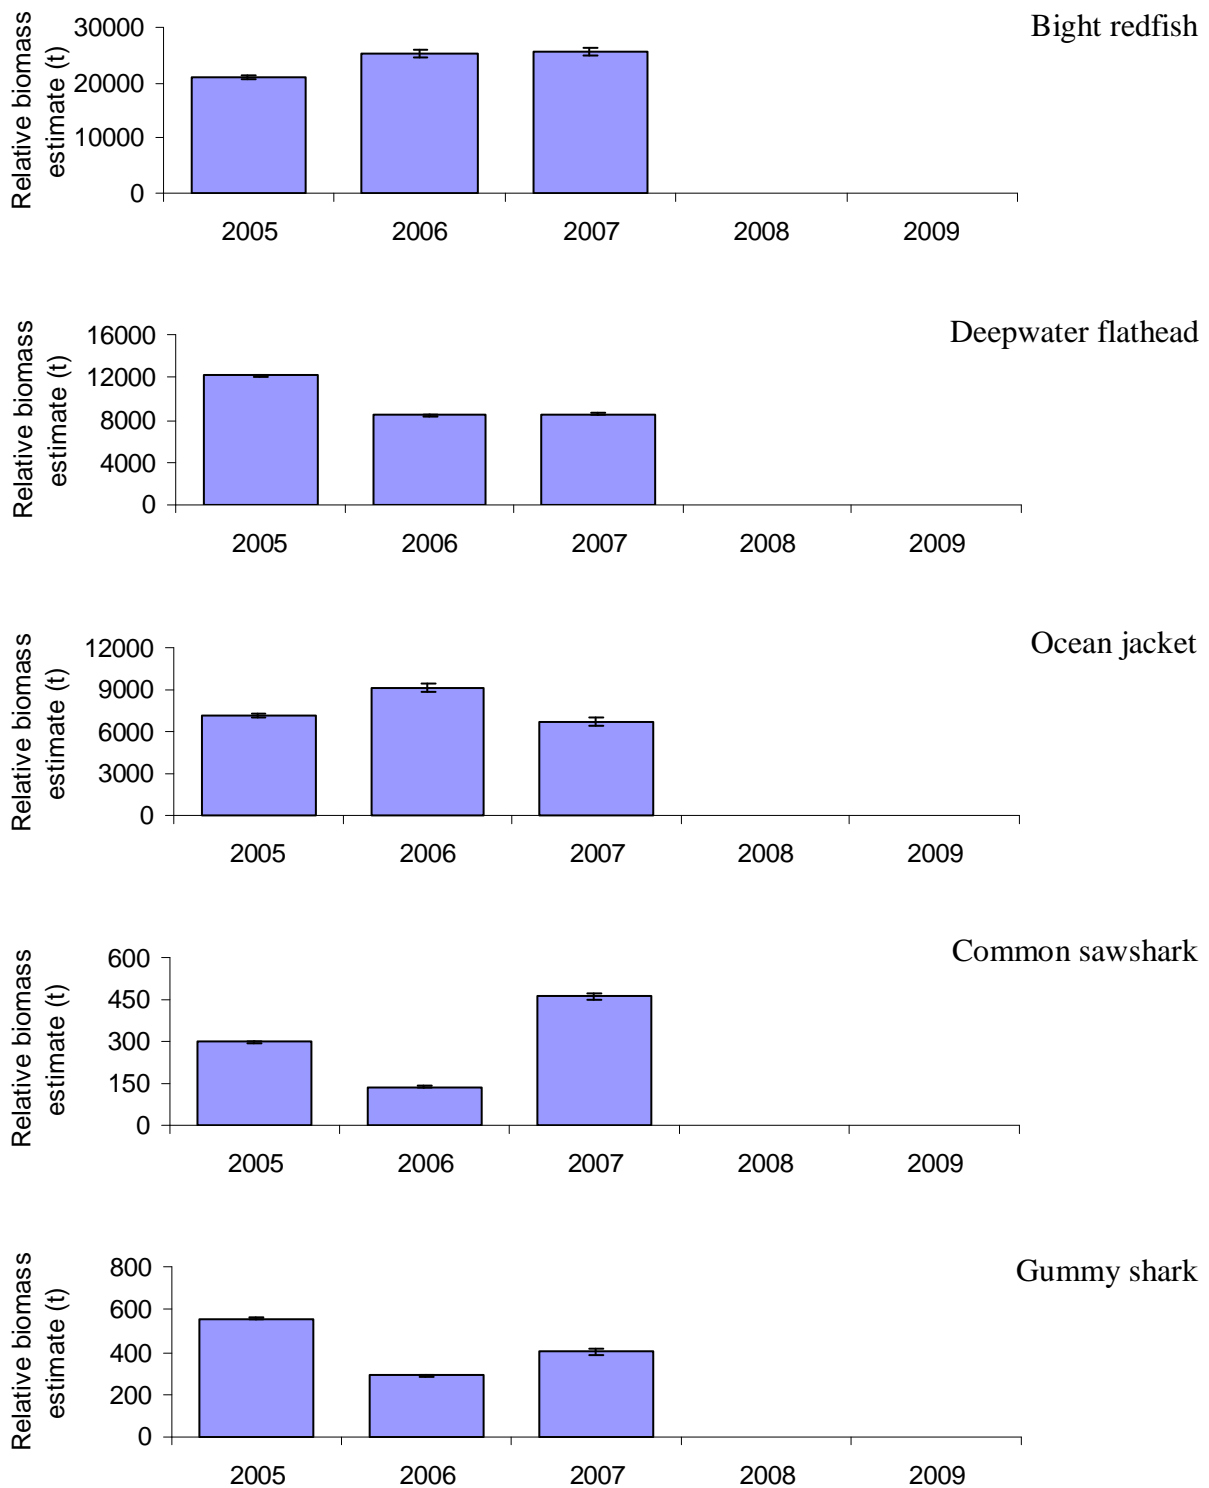 Bight redfish
Relative biomass
estimate (t)
30000
20000
10000
0
2005 2006 2007 2008 2009
Deepwater flathead
Relative biomass
estimate (t)
16000
12000
8000
4000
0
2005 2006 2007 2008 2009
Ocean jacket
Relative biomass
estimate (t)
12000
9000
6000
3000
0
2005 2006 2007 2008 2009
Common sawshark
Relative biomass
estimate (t)
600
450
300
150
0
2005 2006 2007 2008 2009
Gummy shark
Relative biomass
estimate (t)
800
600
400
200
0
2005 2006 2007 2008 2009